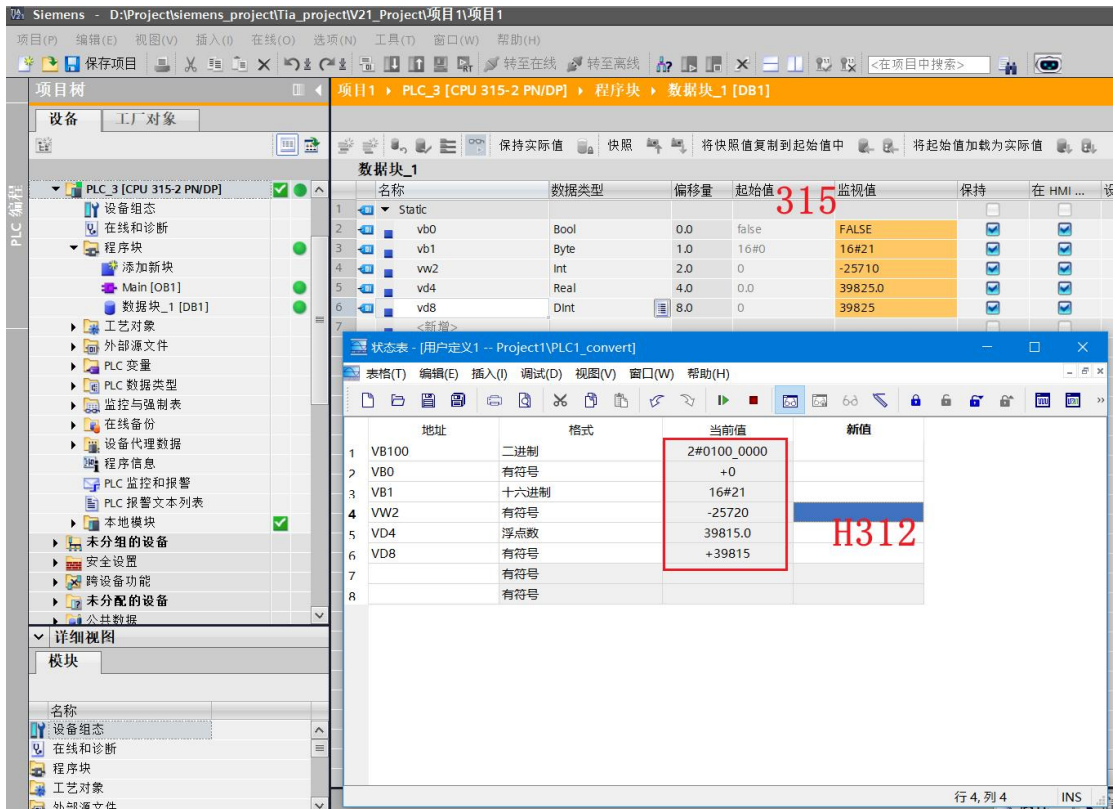 Siemens - D:\Project\siemens_project\Tia_project\V21_Project\项目1\项目1
项目(P) 编辑(E) 视图(V) 插入(I) 在线(O) 选项(N) 工具(T) 窗口(W) 帮助(H)
保存项目 转至在线 转至离线 <在项目中搜索>
项目树
项目1 PLC_3 [CPU 315-2 PN/DP] 程序块 数据块_1 [DB1]
设备 工厂对象
保持实际值 快照 将快照值复制到起始值中 将起始值加载为实际值
数据块_1
名称 数据类型 偏移量 起始值 监视值 保持 在 HMI ... 设
315
1 Static
2 vb0 Bool 0.0 false FALSE
3 vb1 Byte 1.0 16#0 16#21
4 vw2 Int 2.0 0 -25710
5 vd4 Real 4.0 0.0 39825.0
6 vd8 DInt 8.0 0 39825
7 <新增>
PLC 编程
PLC_3 [CPU 315-2 PN/DP]
设备组态
在线和诊断
程序块
添加新块
Main [OB1]
数据块_1 [DB1]
工艺对象
外部源文件
PLC 变量
PLC 数据类型
监控与强制表
在线备份
设备代理数据
程序信息
PLC 监控和报警
PLC 报警文本列表
本地模块
未分组的设备
安全设置
跨设备功能
未分配的设备
公共数据
详细视图
模块
名称
设备组态
在线和诊断
程序块
工艺对象
外部源文件
状态表 - [用户定义1 -- Project1\PLC1_convert]
表格(T) 编辑(E) 插入(I) 调试(D) 视图(V) 窗口(W) 帮助(H)
地址 格式 当前值 新值
1 VB100 二进制 2#0100_0000
2 VB0 有符号 +0
3 VB1 十六进制 16#21
4 VW2 有符号 -25720
5 VD4 浮点数 39815.0
6 VD8 有符号 +39815
7 有符号
8 有符号
H312
行 4, 列 4 INS